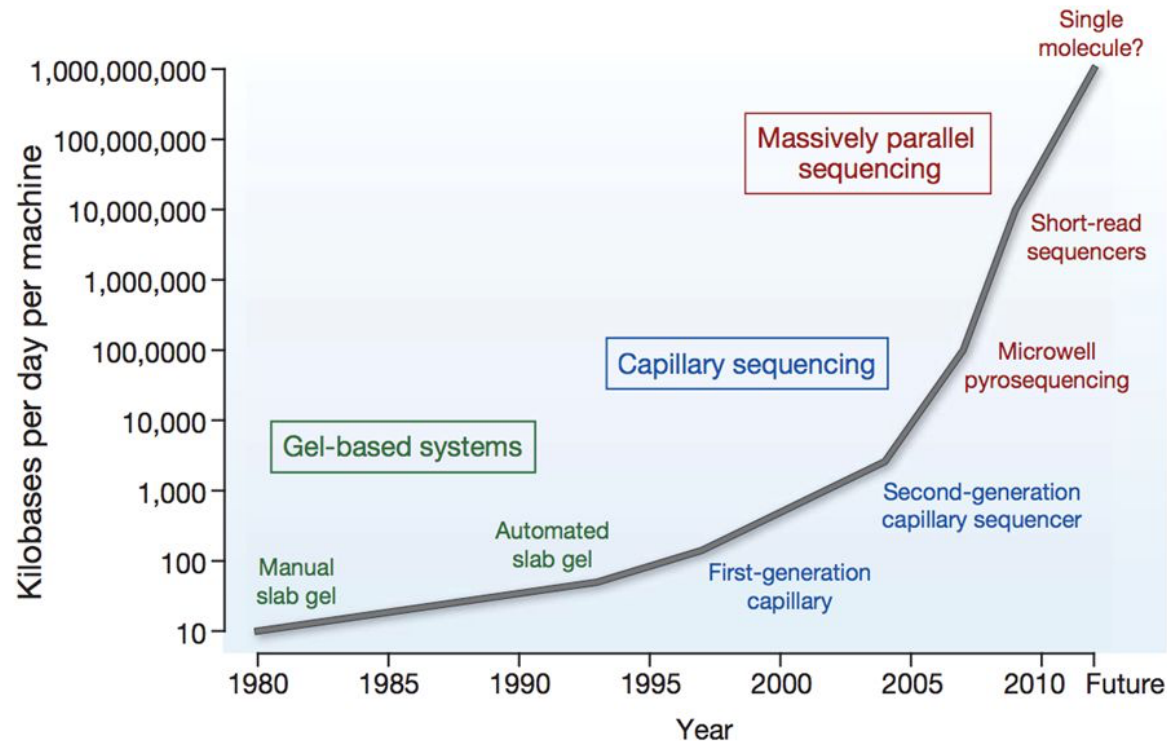 Single
molecule?
1,000,000,000
100,000,000
Massively parallel
sequencing
10,000,000
Short-read
sequencers
1,000,000
100,0000
Capillary sequencing
Microwell
pyrosequencing
10,000
Gel-based systems
1,000
Second-generation
capillary sequencer
Automated
slab gel
100
Manual
slab gel
First-generation
capillary
10
Kilobases per day per machine
1980 1985 1990 1995 2000 2005 2010 Future
Year